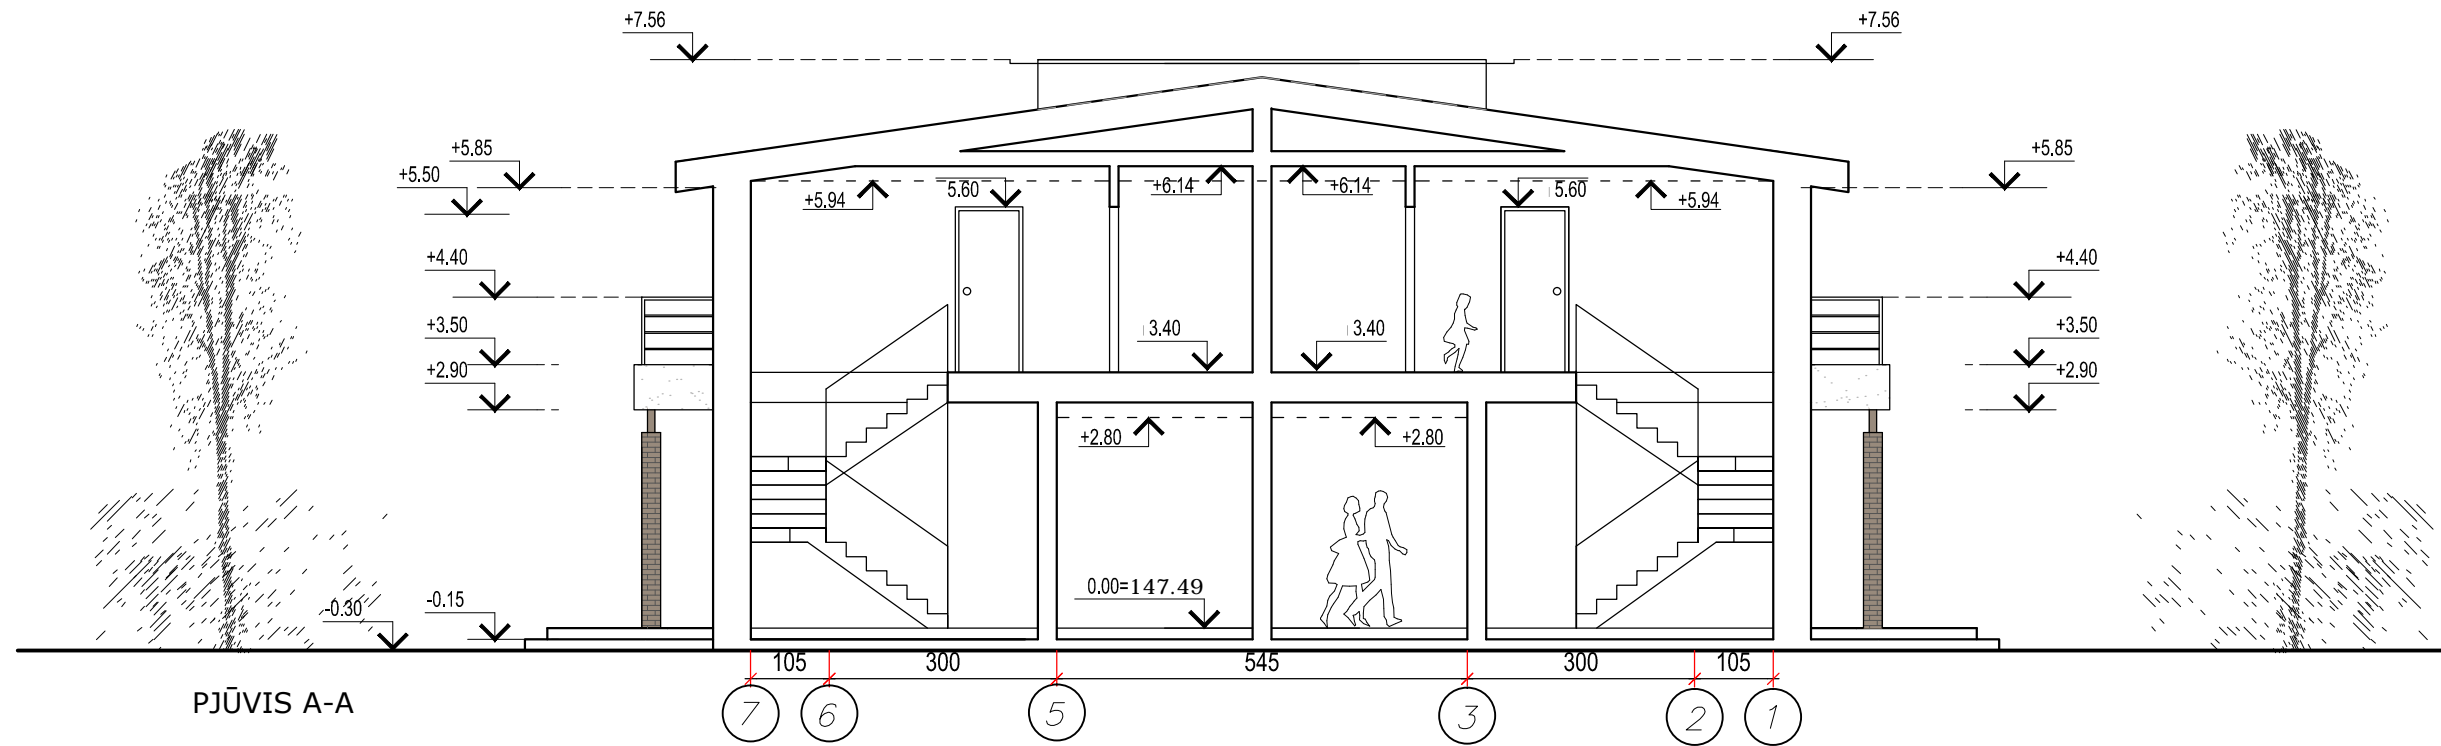 +7.56 +7.56
+5.85 +5.85
+5.50
+5.94 5.60 +6.14 +6.14 5.60 +5.94
+4.40 +4.40
+3.50 3.40 3.40 +3.50
+2.90 +2.90
+2.80 +2.80
0.00=147.49
-0.30 -0.15
105 300 545 300 105
7 6 5 3 2 1
PJŪVIS A-A